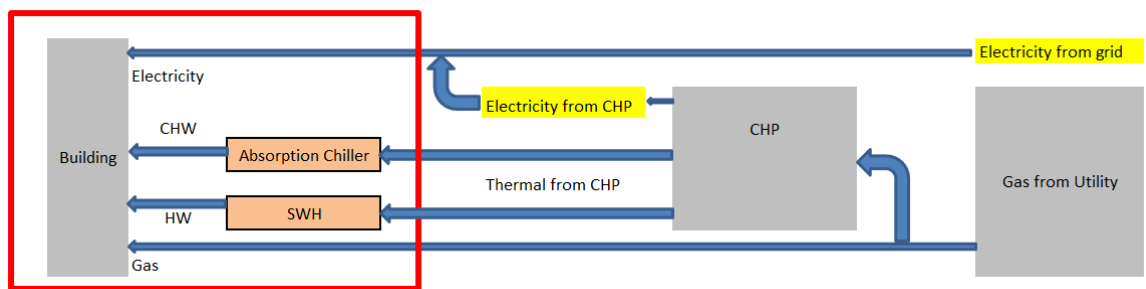 Electricity from grid
Electricity
Electricity from CHP
CHP
CHW
Building
Absorption Chiller
Thermal from CHP
Gas from Utility
SWH
HW
Gas